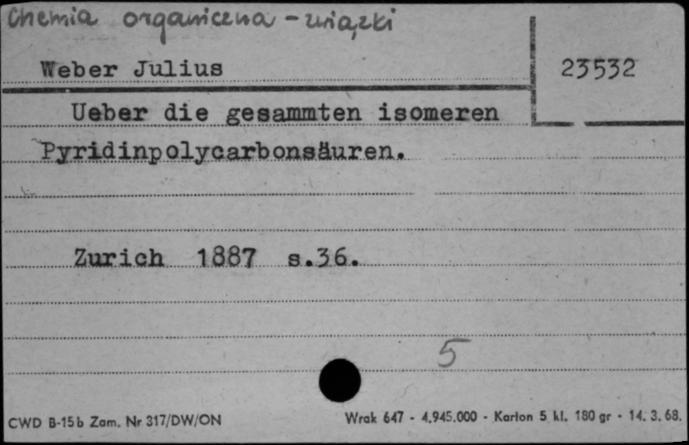 Chemia organiczna - związki
Weber Julius
23532
Ueber die gesammten isomeren
Pyridinpolycarbonsäuren.
Zurich 1887 s.36.
5
CWD B-15b Zam. Nr 317/DW/ON
Wrak 647 - 4.945.000 - Karton 5 kl. 180 gr - 14. 3. 68.